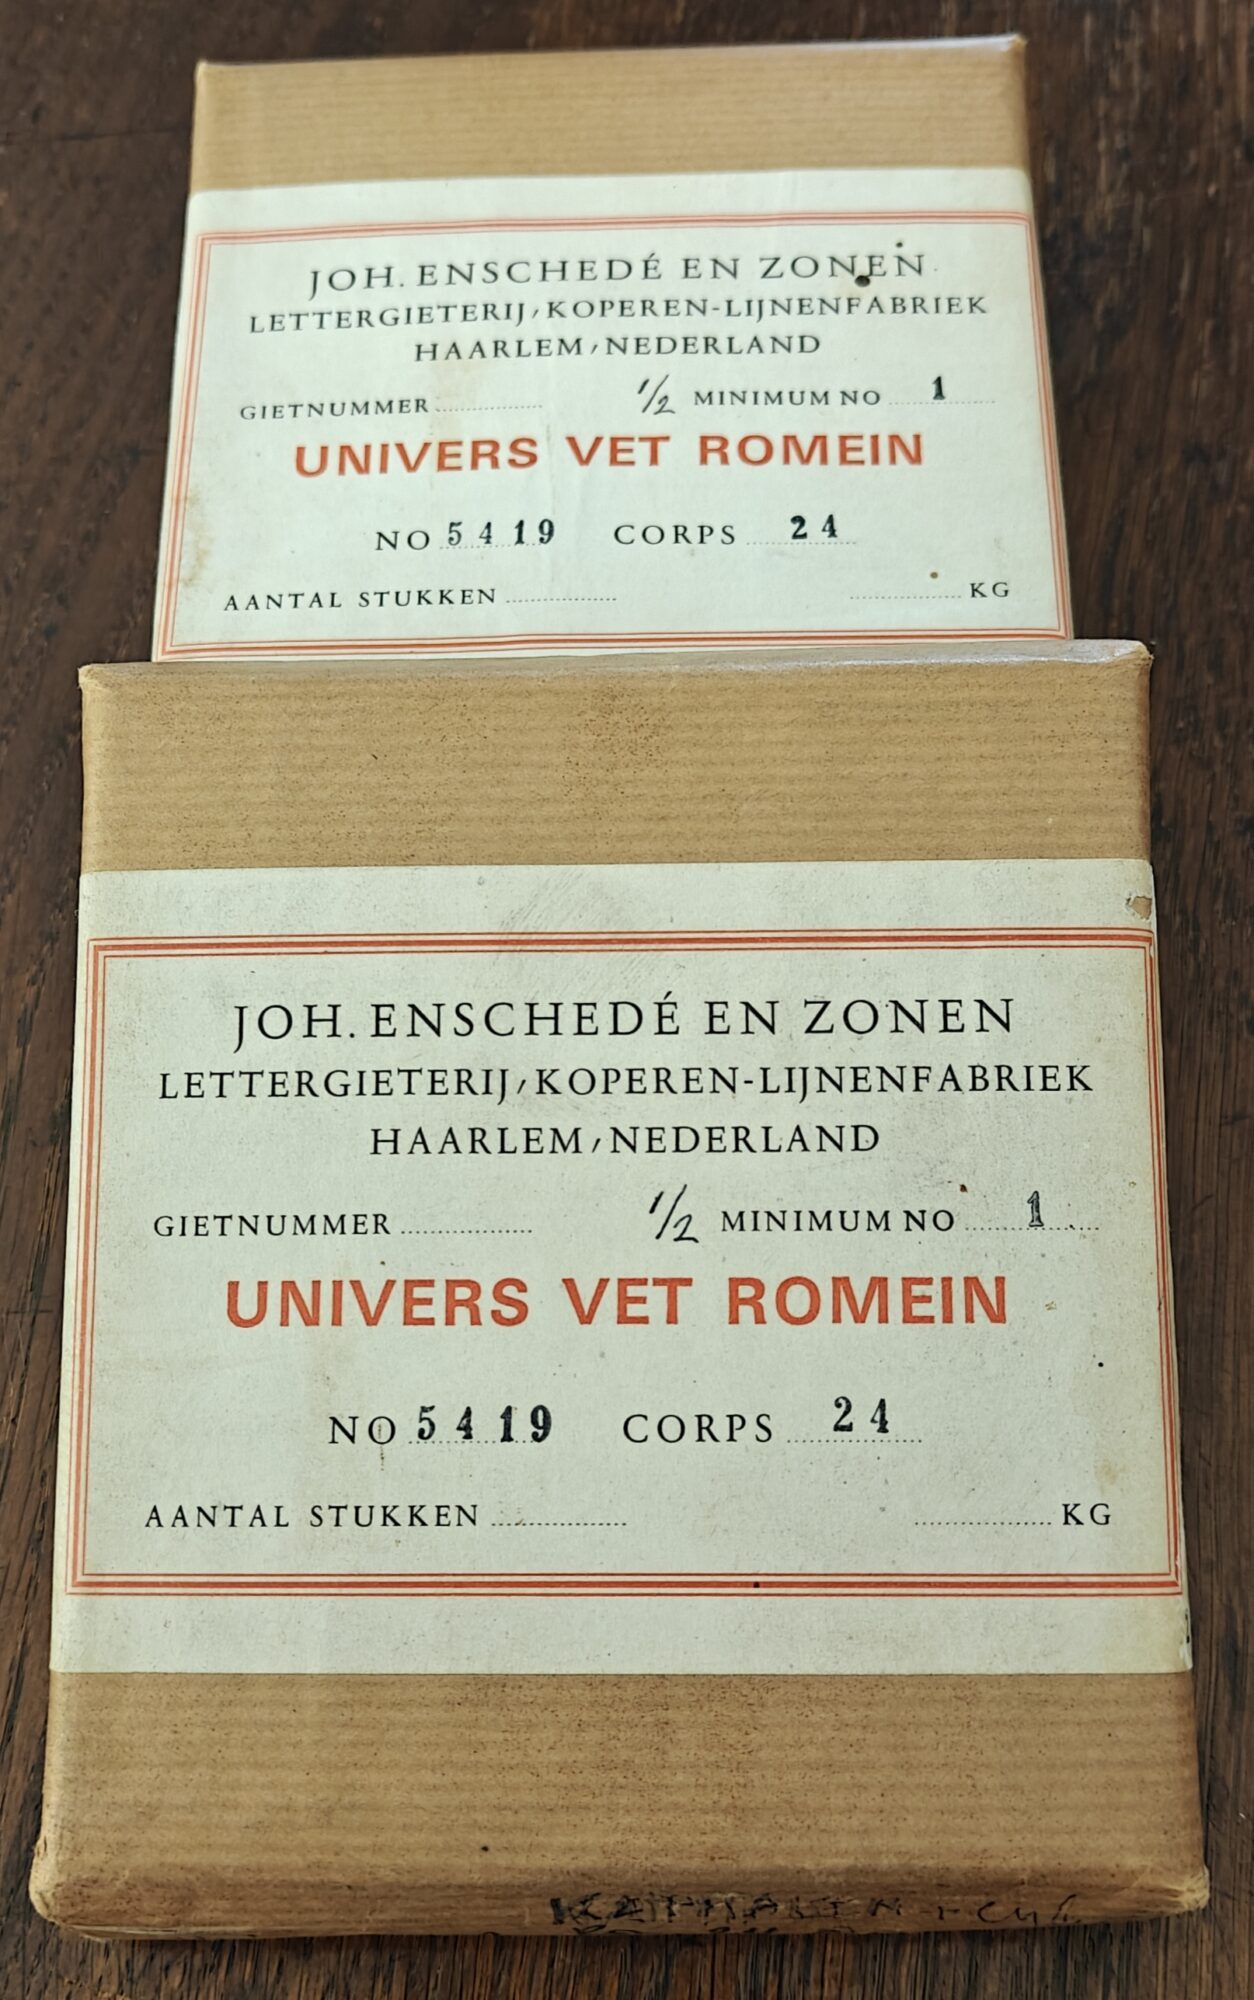 JOH. ENSCHEDÉ EN ZONEN
LETTERGIETERIJ, KOPEREN-LIJNENFABRIEK
HAARLEM, NEDERLAND
GIETNUMMER 1/2 MINIMUM NO 1
UNIVERS VET ROMEIN
NO 5419 CORPS 24
AANTAL STUKKEN KG
JOH. ENSCHEDÉ EN ZONEN
LETTERGIETERIJ, KOPEREN-LIJNENFABRIEK
HAARLEM, NEDERLAND
GIETNUMMER 1/2 MINIMUM NO 1
UNIVERS VET ROMEIN
NO 5419 CORPS 24
AANTAL STUKKEN KG